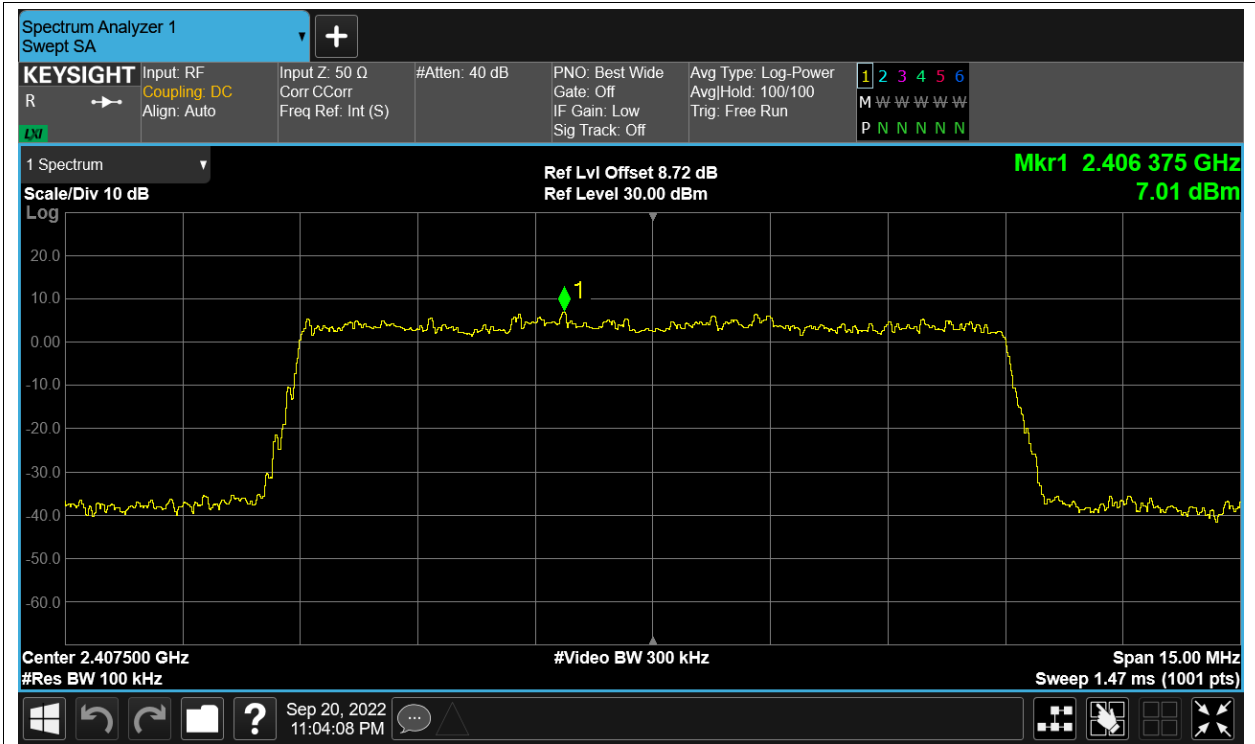 Spectrum Analyzer 1
Swept SA
+
KEYSIGHT
R
LXI
Input: RF
Coupling: DC
Align: Auto
Input Z: 50 Ω
Corr CCorr
Freq Ref: Int (S)
#Atten: 40 dB
PNO: Best Wide
Gate: Off
IF Gain: Low
Sig Track: Off
Avg Type: Log-Power
Avg|Hold: 100/100
Trig: Free Run
1 2 3 4 5 6
M W W W W W
P N N N N N
1 Spectrum
Scale/Div 10 dB
Log
Ref Lvl Offset 8.72 dB
Ref Level 30.00 dBm
Mkr1 2.406 375 GHz
7.01 dBm
20.0
10.0
0.00
-10.0
-20.0
-30.0
-40.0
-50.0
-60.0
1
Center 2.407500 GHz
#Res BW 100 kHz
#Video BW 300 kHz
Span 15.00 MHz
Sweep 1.47 ms (1001 pts)
?
Sep 20, 2022
11:04:08 PM